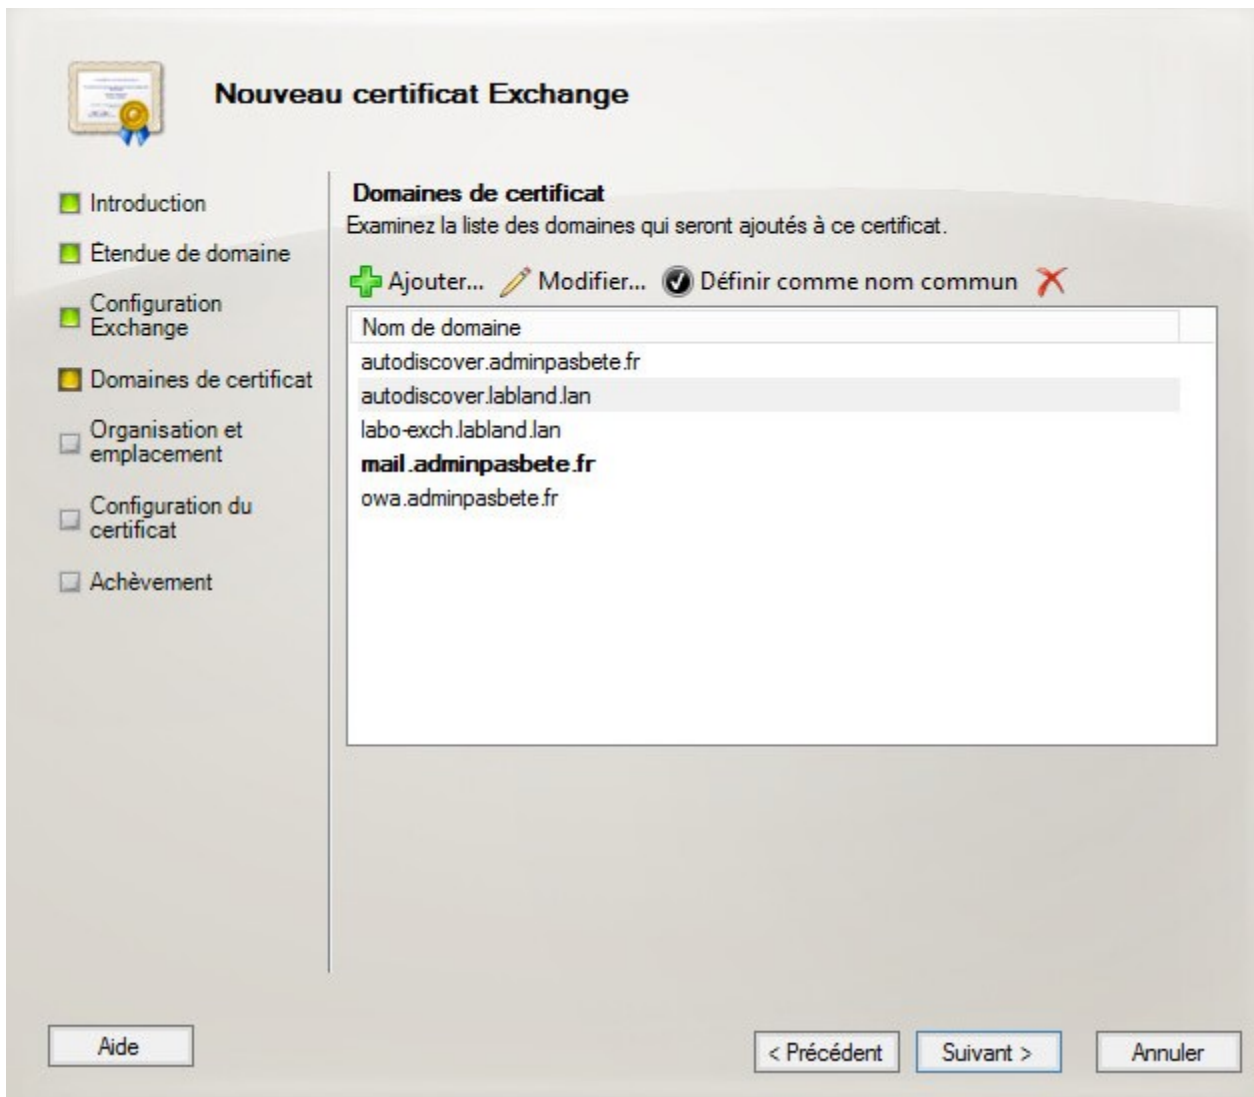 Nouveau certificat Exchange
Introduction
Étendue de domaine
Configuration
Exchange
Domaines de certificat
Organisation et
emplacement
Configuration du
certificat
Achèvement
Domaines de certificat
Examinez la liste des domaines qui seront ajoutés à ce certificat.
Ajouter... Modifier... Définir comme nom commun
Nom de domaine
autodiscover.adminpasbete.fr
autodiscover.labland.lan
labo-exch.labland.lan
mail.adminpasbete.fr
owa.adminpasbete.fr
Aide < Précédent Suivant > Annuler